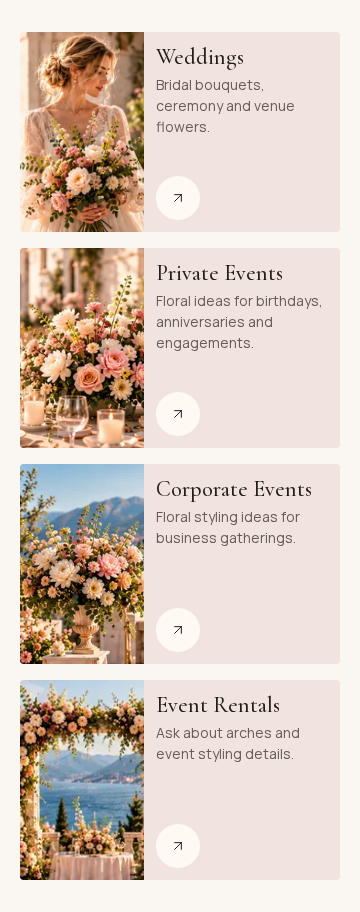 Weddings
Bridal bouquets,
ceremony and venue
flowers.
Private Events
Floral ideas for birthdays,
anniversaries and
engagements.
Corporate Events
Floral styling ideas for
business gatherings.
Event Rentals
Ask about arches and
event styling details.